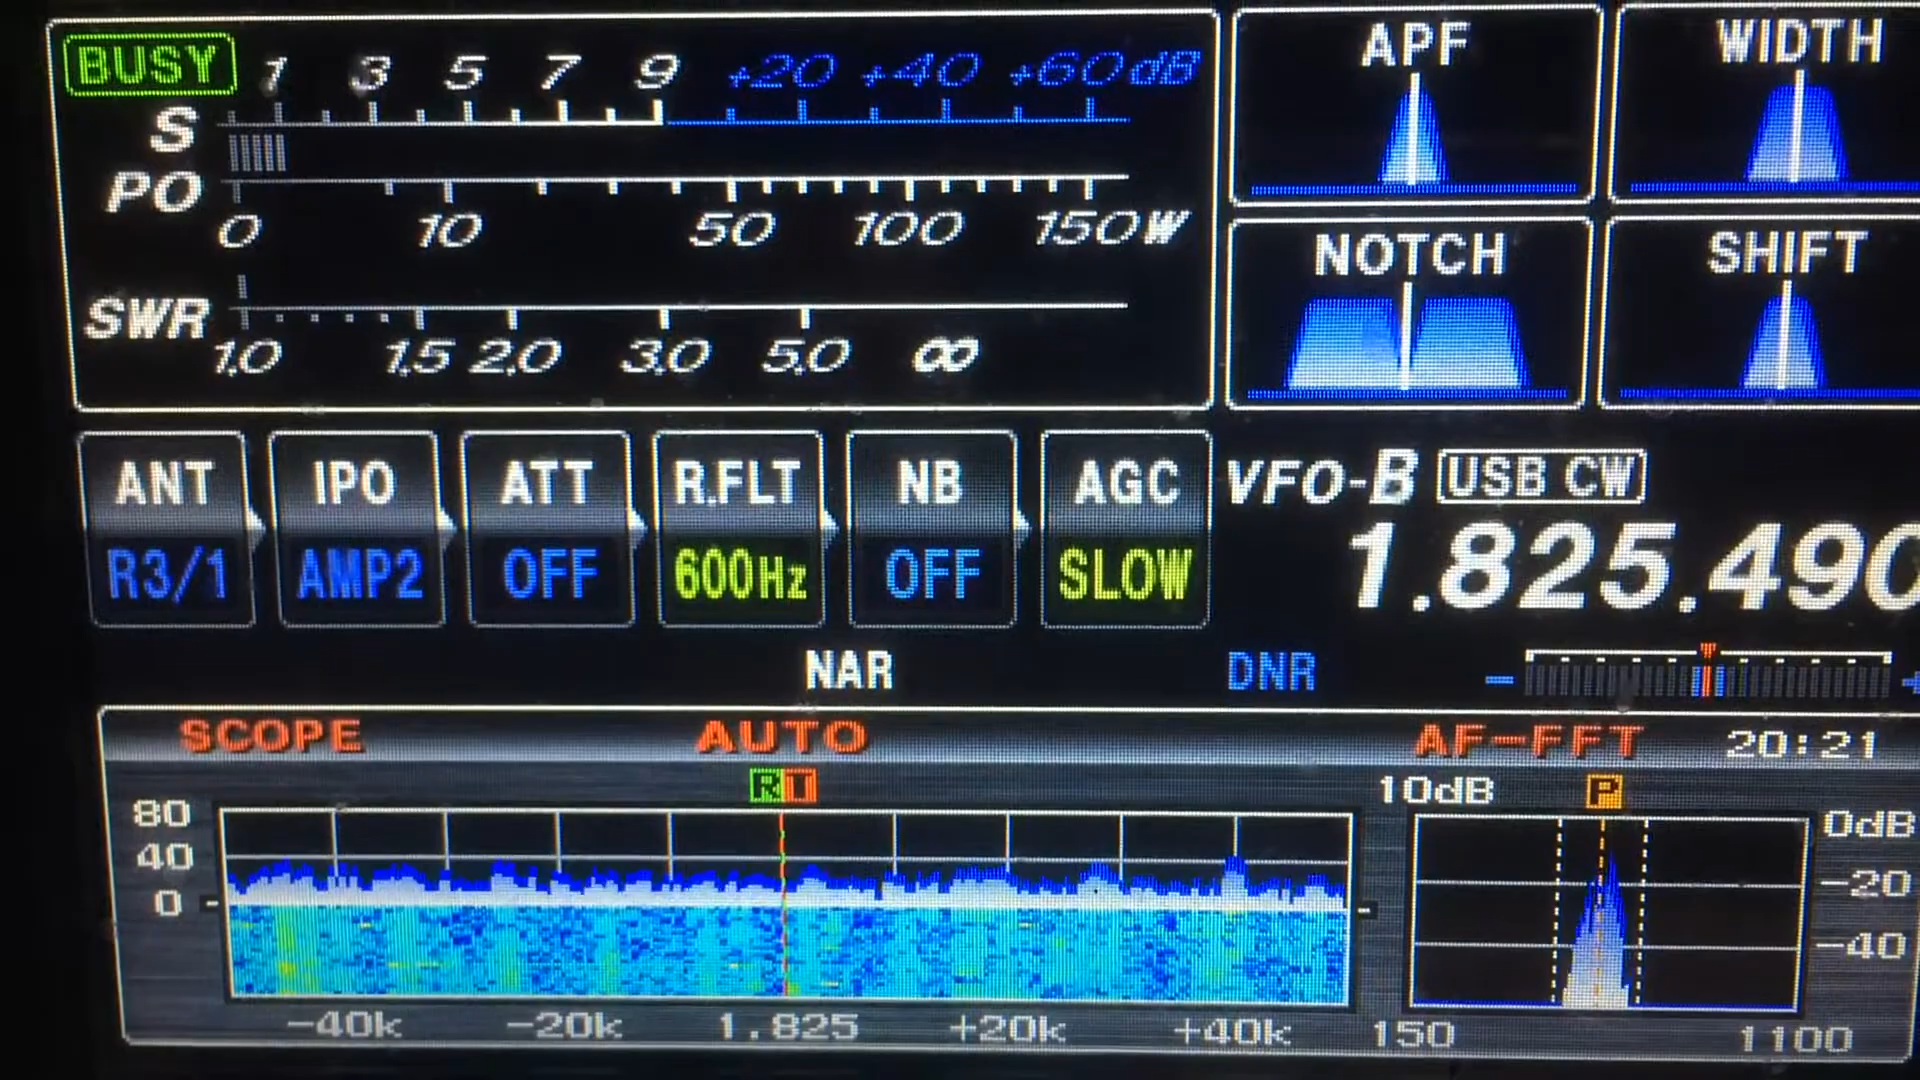 BUSY 1 3 5 7 9 +20 +40 +60dB
S
PO
0 10 50 100 150W
SWR
1.0 1.5 2.0 3.0 5.0 ∞
APF WIDTH
NOTCH SHIFT
ANT IPO ATT R.FLT NB AGC
R3/1 AMP2 OFF 600Hz OFF SLOW
VFO-B USB CW
1.825.490
NAR DNR − +
SCOPE AUTO AF-FFT 20:21
R T 10dB P
80 0dB
40 -20
0 -40
-40k -20k 1.825 +20k +40k 150 1100